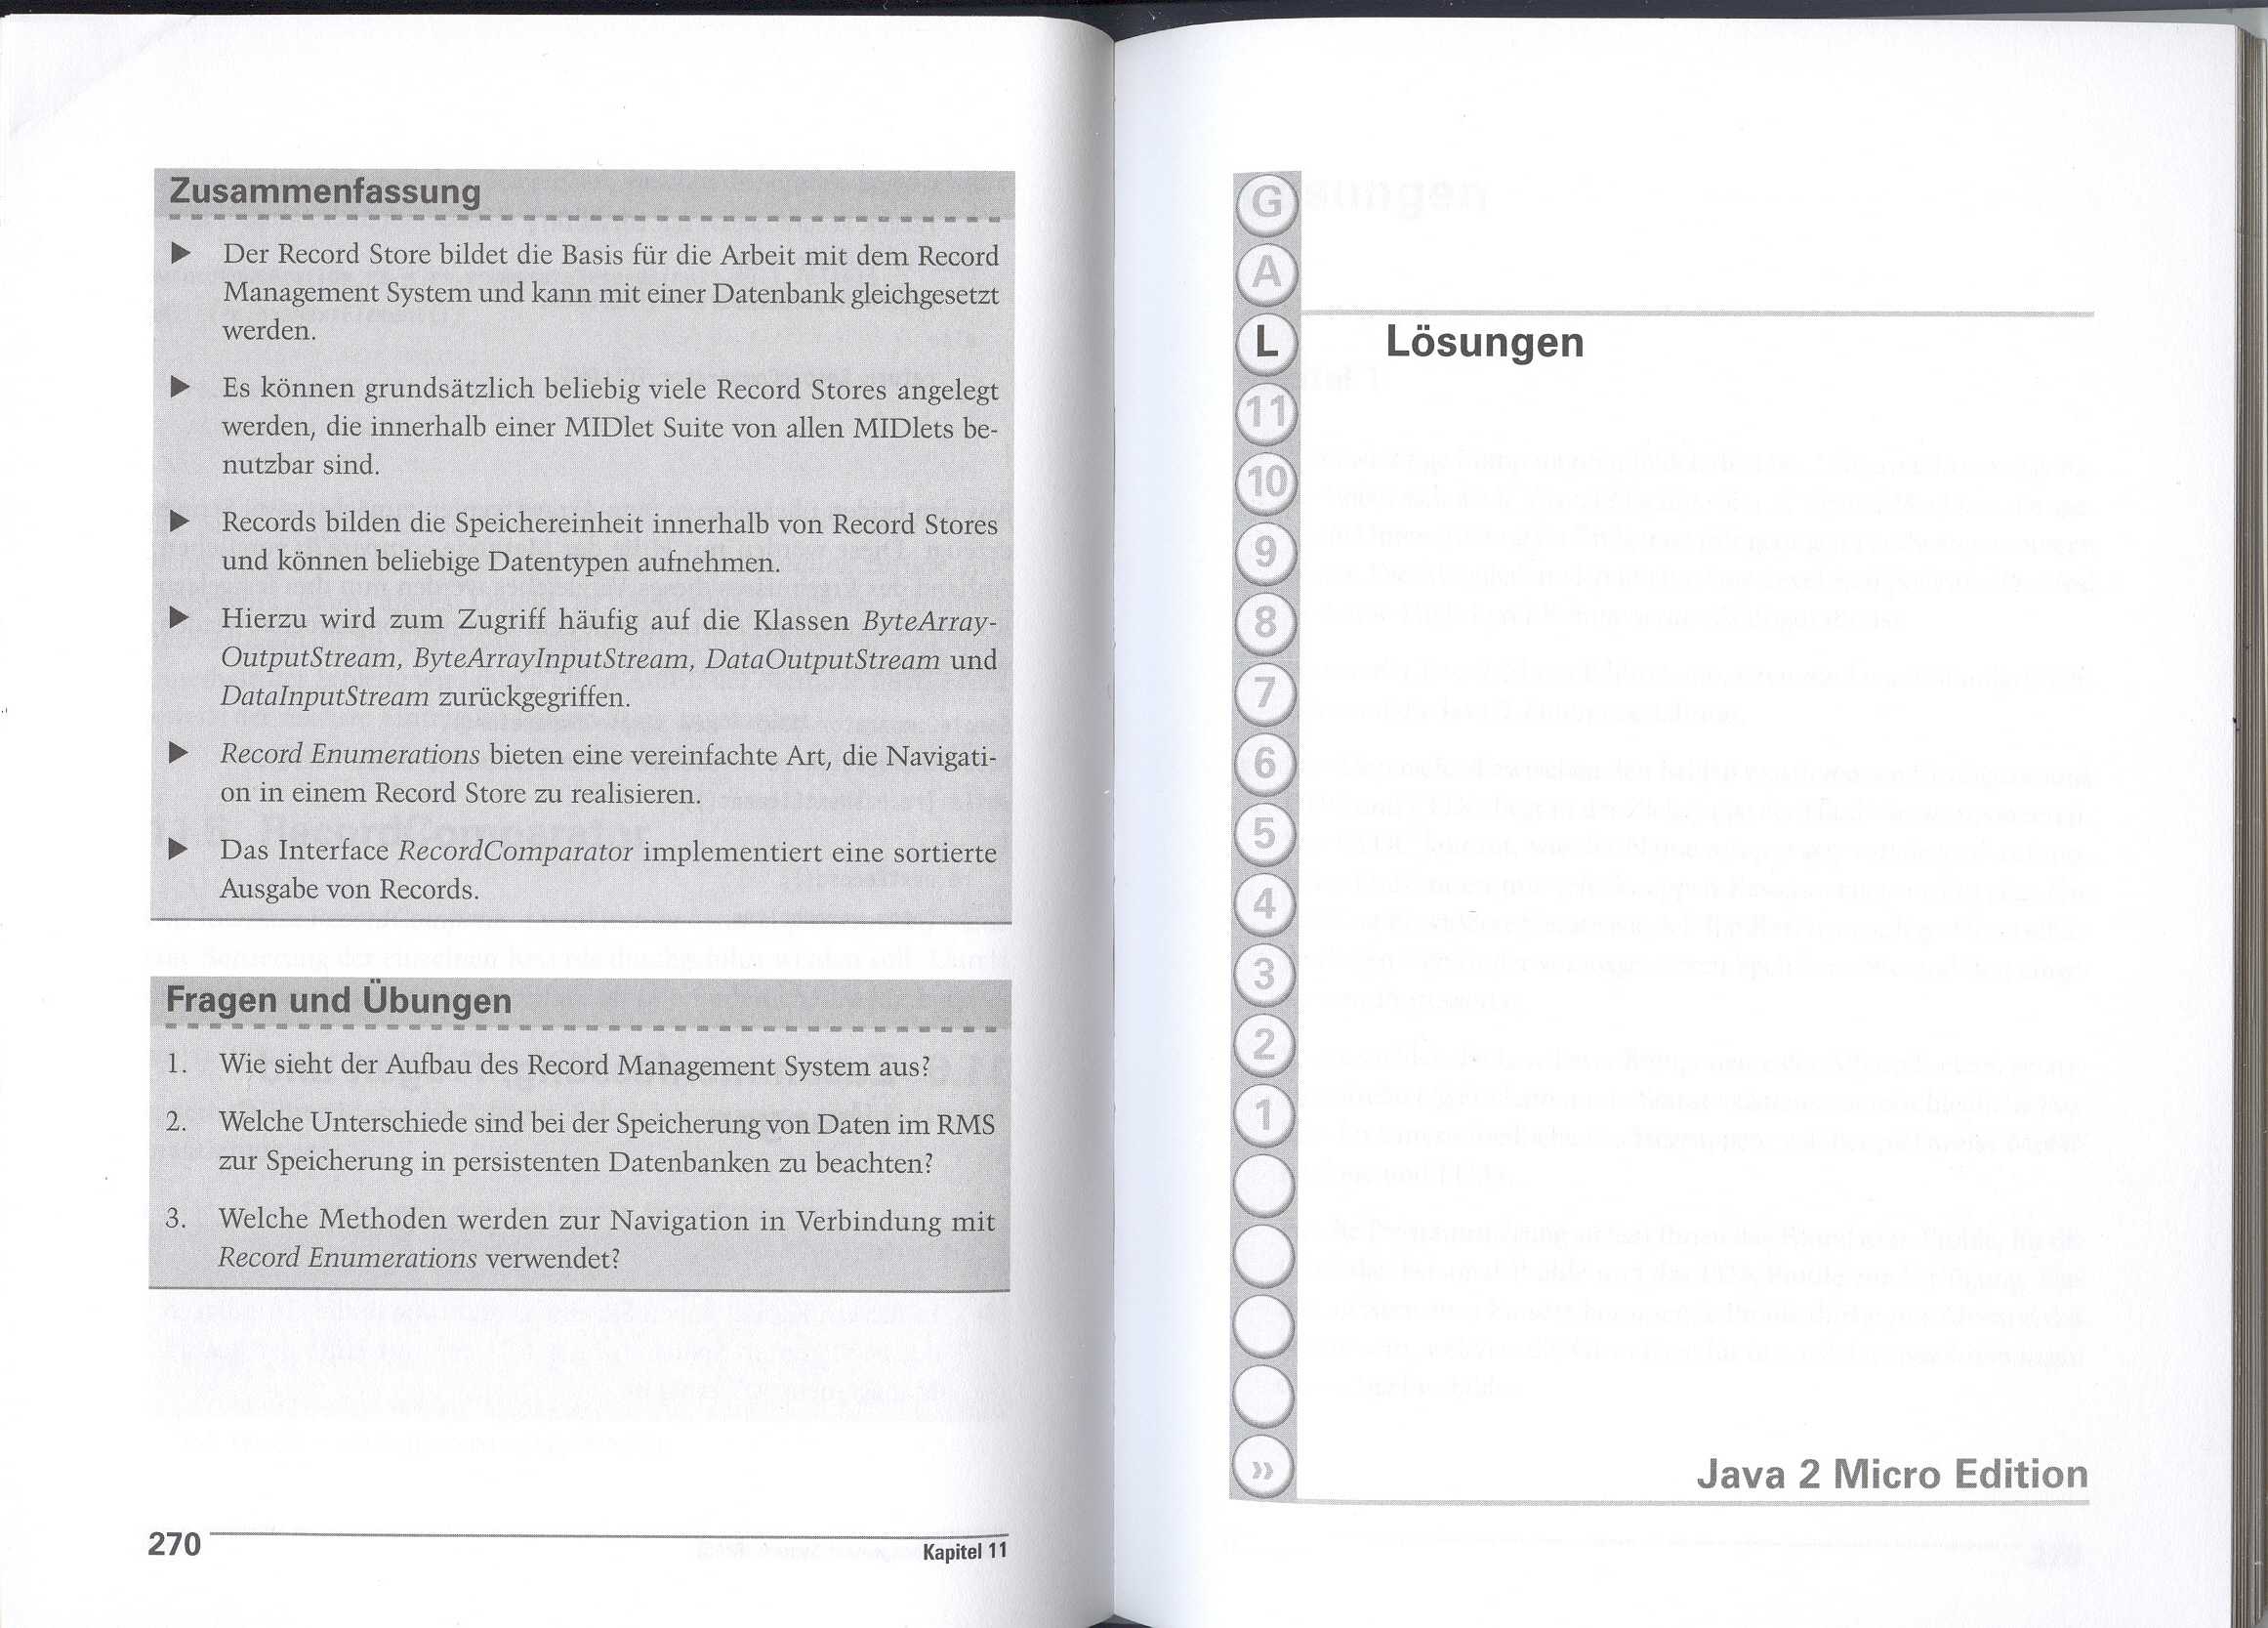 Zusammenfassung
▶ Der Record Store bildet die Basis für die Arbeit mit dem Record
Management System und kann mit einer Datenbank gleichgesetzt
werden.
▶ Es können grundsätzlich beliebig viele Record Stores angelegt
werden, die innerhalb einer MIDlet Suite von allen MIDlets be-
nutzbar sind.
▶ Records bilden die Speichereinheit innerhalb von Record Stores
und können beliebige Datentypen aufnehmen.
▶ Hierzu wird zum Zugriff häufig auf die Klassen ByteArray-
OutputStream, ByteArrayInputStream, DataOutputStream und
DataInputStream zurückgegriffen.
▶ Record Enumerations bieten eine vereinfachte Art, die Navigati-
on in einem Record Store zu realisieren.
▶ Das Interface RecordComparator implementiert eine sortierte
Ausgabe von Records.
Fragen und Übungen
1. Wie sieht der Aufbau des Record Management System aus?
2. Welche Unterschiede sind bei der Speicherung von Daten im RMS
zur Speicherung in persistenten Datenbanken zu beachten?
3. Welche Methoden werden zur Navigation in Verbindung mit
Record Enumerations verwendet?
270
Kapitel 11
G
A
L
Lösungen
11
10
9
8
7
6
5
4
3
2
1
»
Java 2 Micro Edition